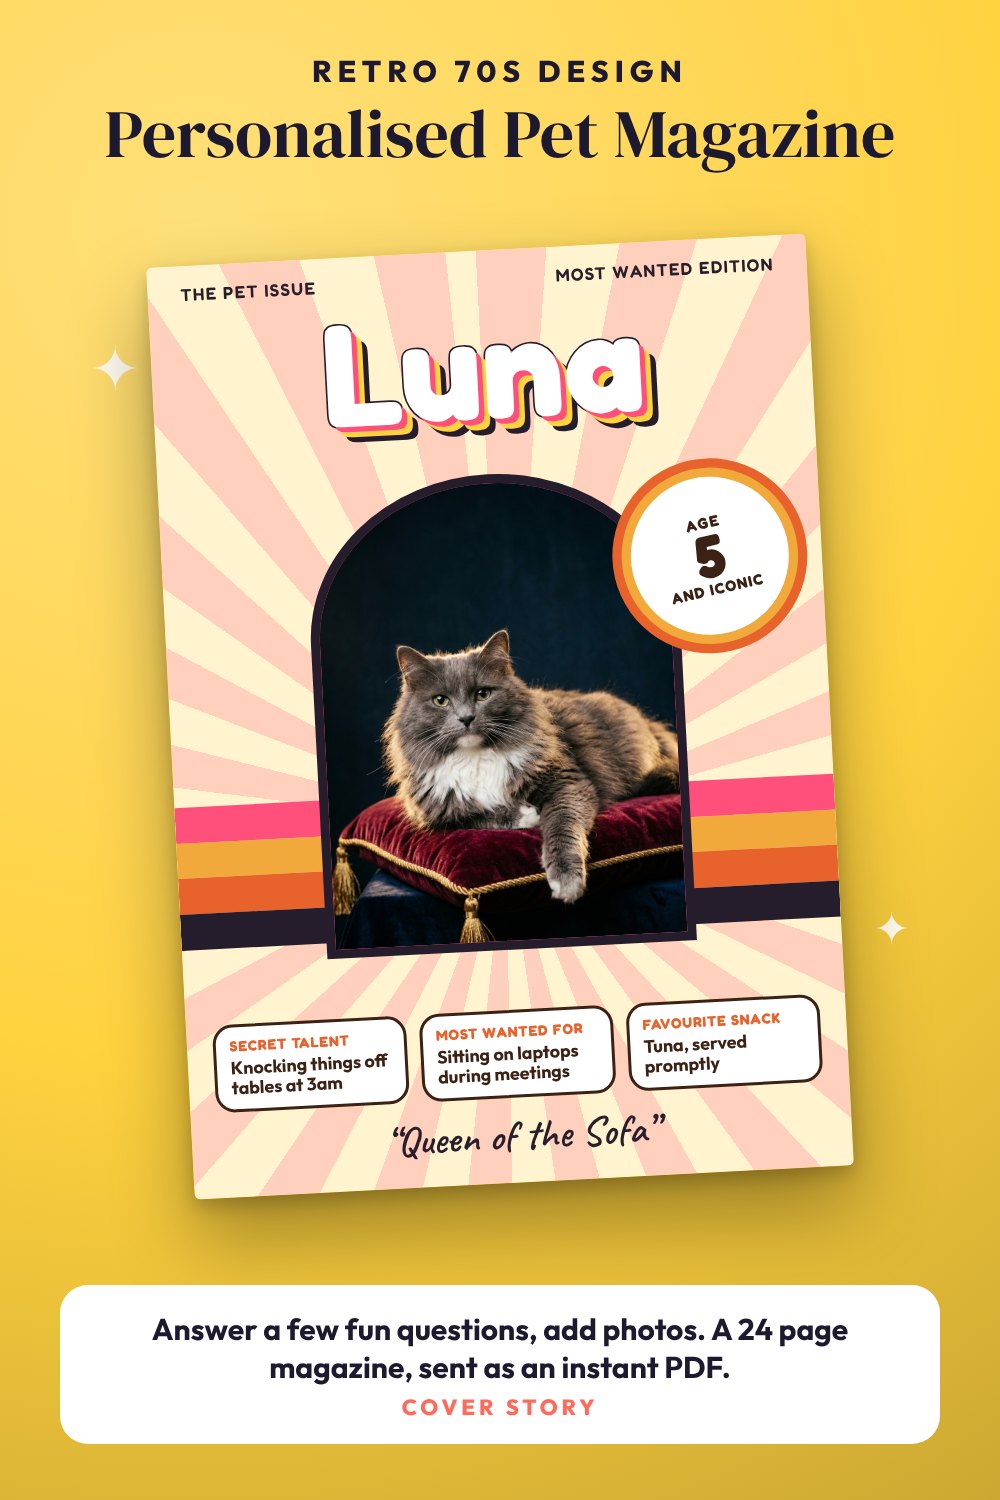 RETRO 70S DESIGN
Personalised Pet Magazine
THE PET ISSUE
MOST WANTED EDITION
Luna
AGE
5
AND ICONIC
SECRET TALENT
Knocking things off
tables at 3am
MOST WANTED FOR
Sitting on laptops
during meetings
FAVOURITE SNACK
Tuna, served
promptly
“Queen of the Sofa”
Answer a few fun questions, add photos. A 24 page
magazine, sent as an instant PDF.
COVER STORY